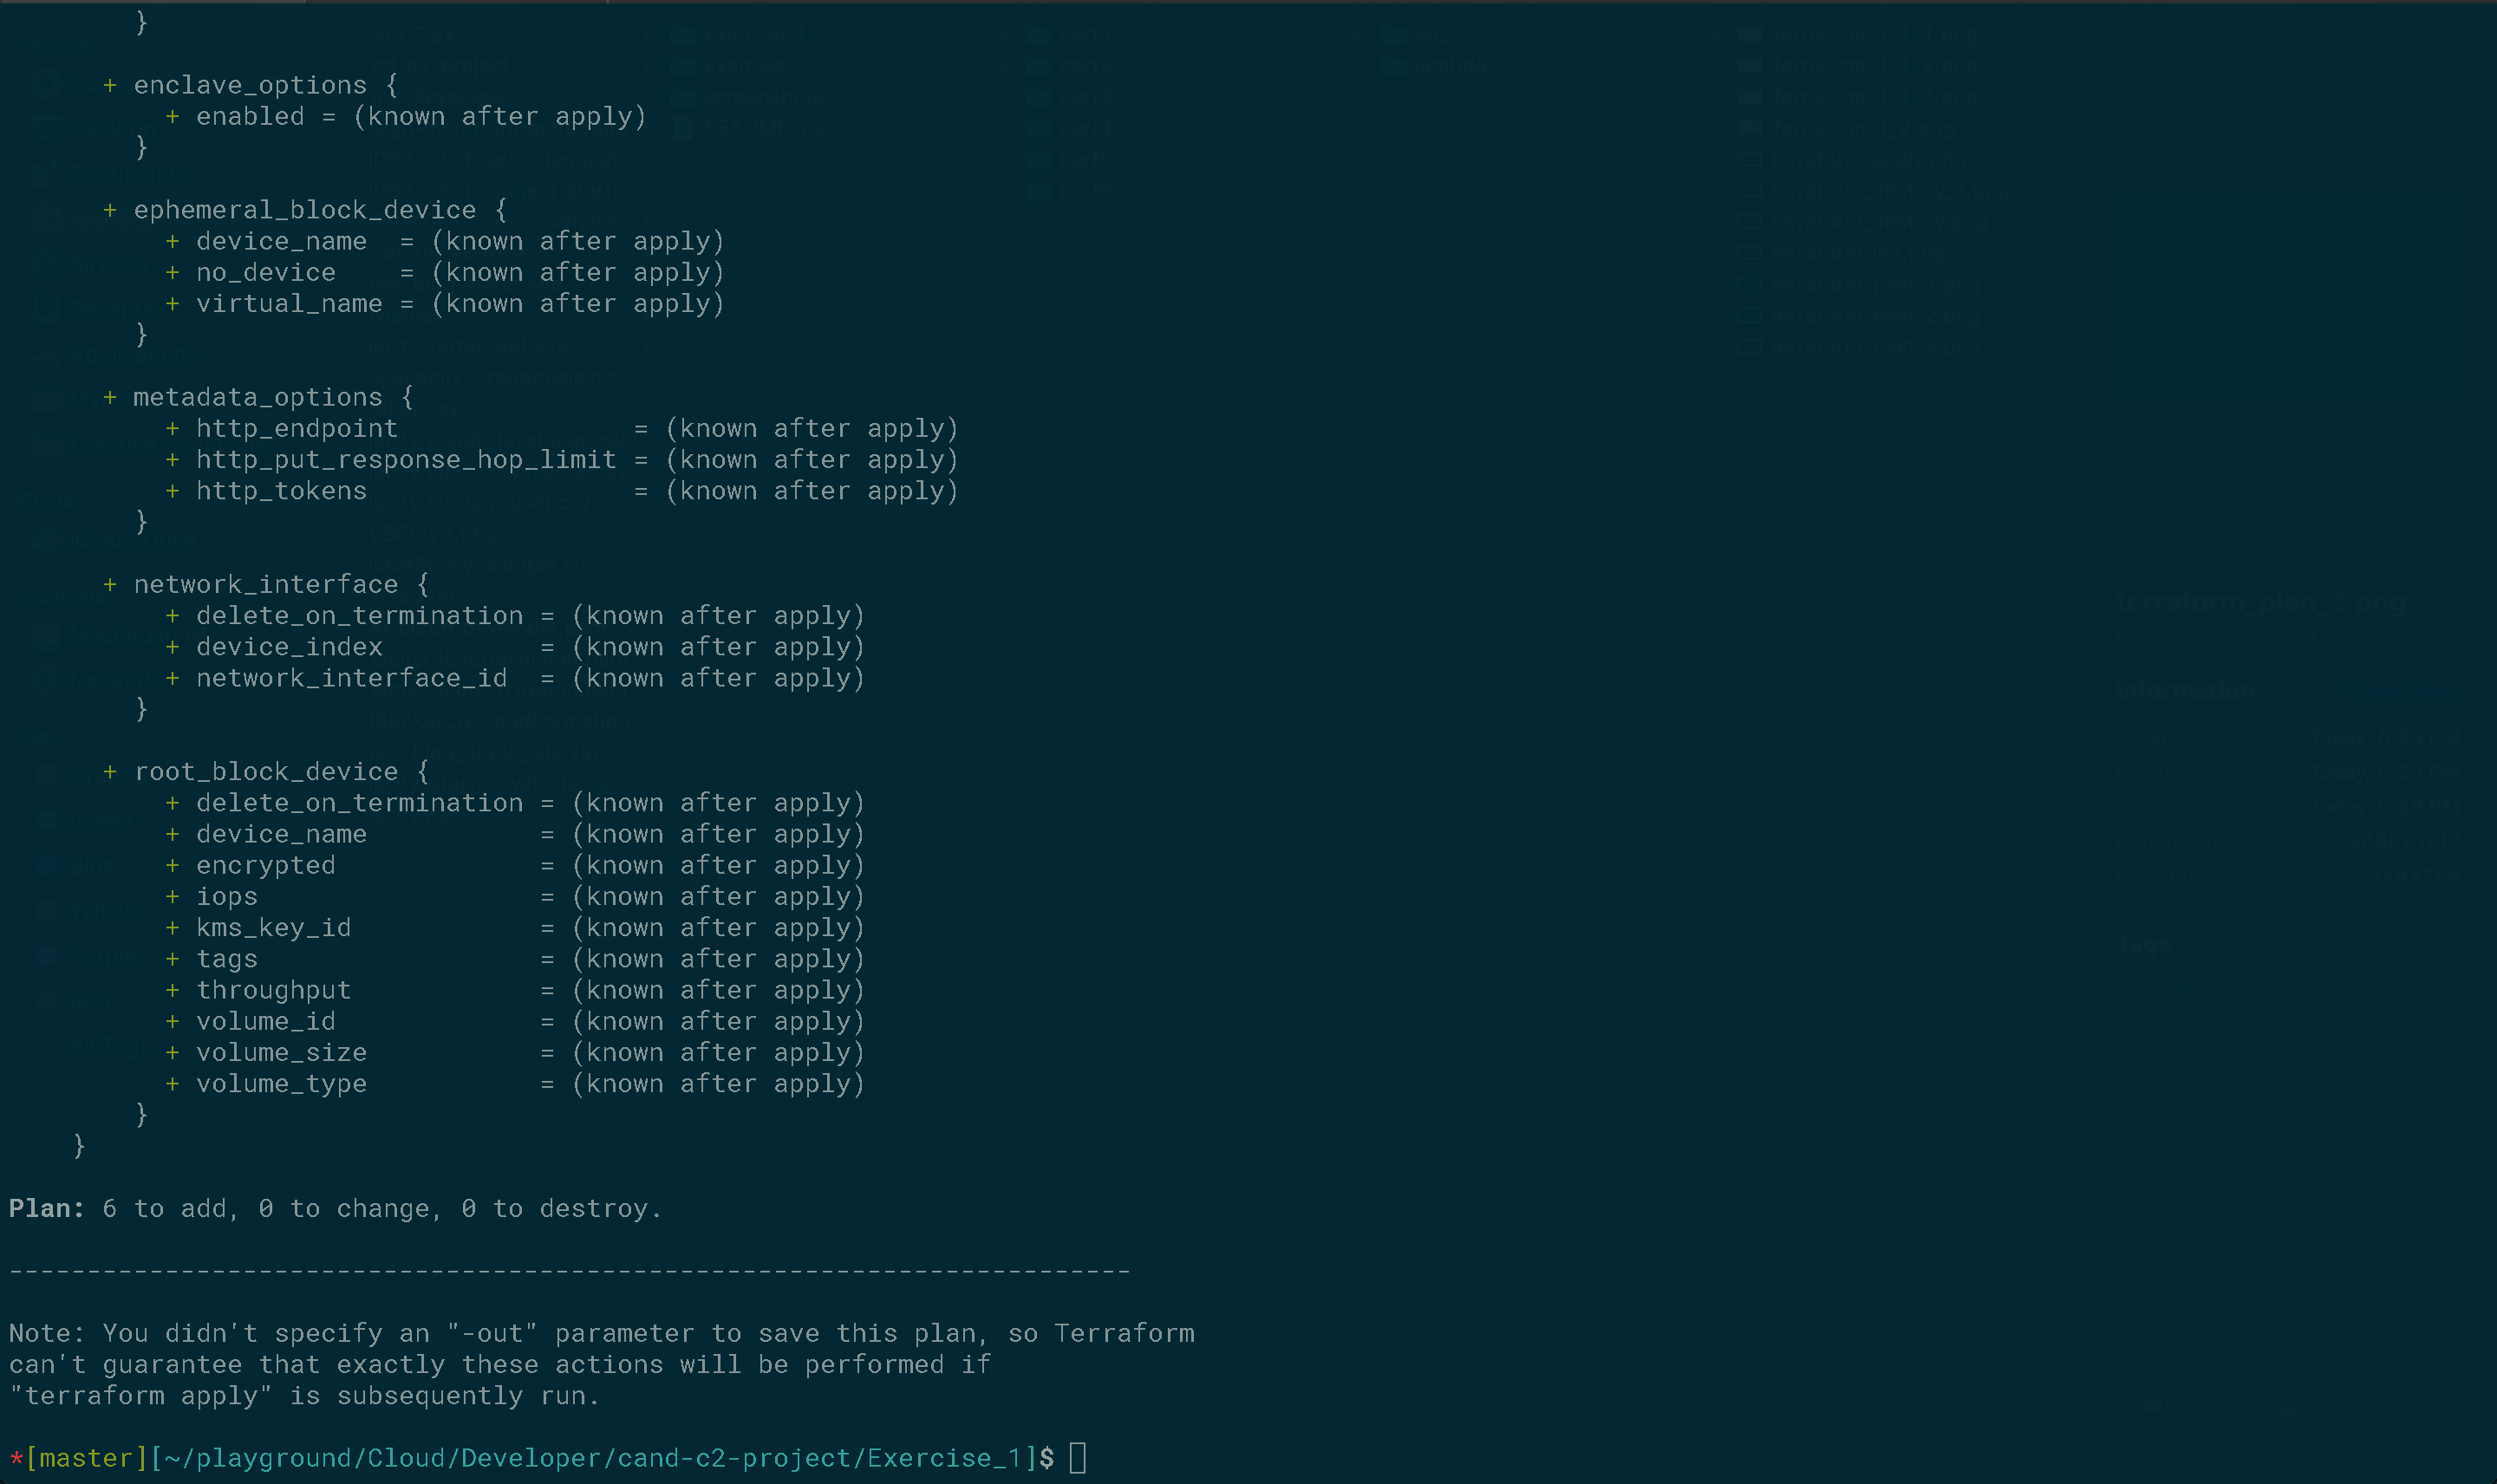 }
+ enclave_options {
+ enabled = (known after apply)
}
+ ephemeral_block_device {
+ device_name  = (known after apply)
+ no_device    = (known after apply)
+ virtual_name = (known after apply)
}
+ metadata_options {
+ http_endpoint               = (known after apply)
+ http_put_response_hop_limit = (known after apply)
+ http_tokens                 = (known after apply)
}
+ network_interface {
+ delete_on_termination = (known after apply)
+ device_index          = (known after apply)
+ network_interface_id  = (known after apply)
}
+ root_block_device {
+ delete_on_termination = (known after apply)
+ device_name           = (known after apply)
+ encrypted             = (known after apply)
+ iops                  = (known after apply)
+ kms_key_id            = (known after apply)
+ tags                  = (known after apply)
+ throughput            = (known after apply)
+ volume_id             = (known after apply)
+ volume_size           = (known after apply)
+ volume_type           = (known after apply)
}
}
Plan: 6 to add, 0 to change, 0 to destroy.
------------------------------------------------------------------------
Note: You didn't specify an "-out" parameter to save this plan, so Terraform
can't guarantee that exactly these actions will be performed if
"terraform apply" is subsequently run.
*[master][~/playground/Cloud/Developer/cand-c2-project/Exercise_1]$